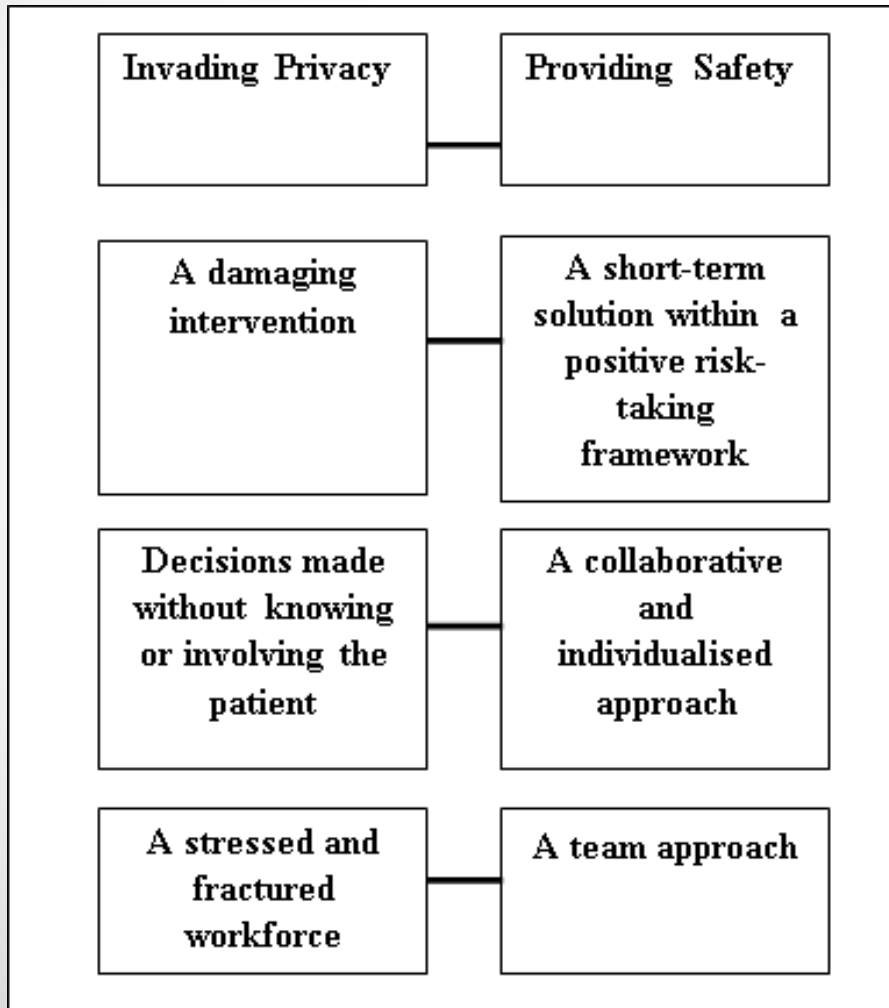 Invading Privacy
Providing Safety
A damaging
intervention
A short-term
solution within a
positive risk-
taking
framework
Decisions made
without knowing
or involving the
patient
A collaborative
and
individualised
approach
A stressed and
fractured
workforce
A team approach